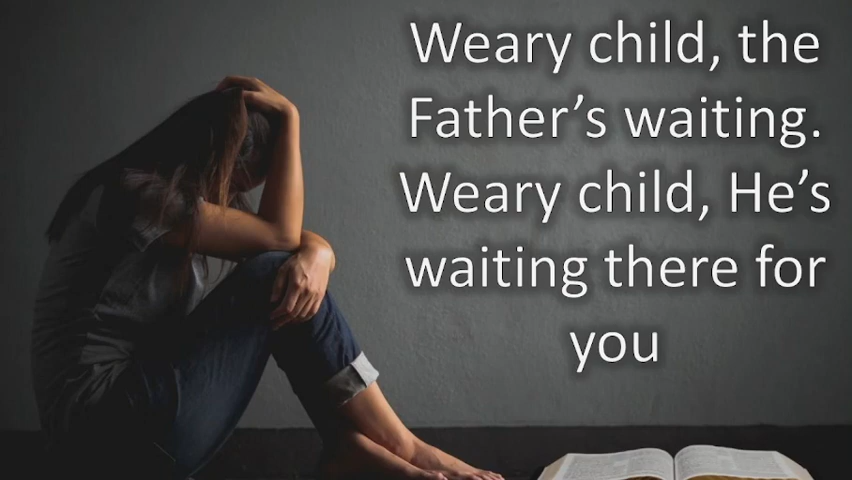 Weary child, the
Father’s waiting.
Weary child, He’s
waiting there for
you